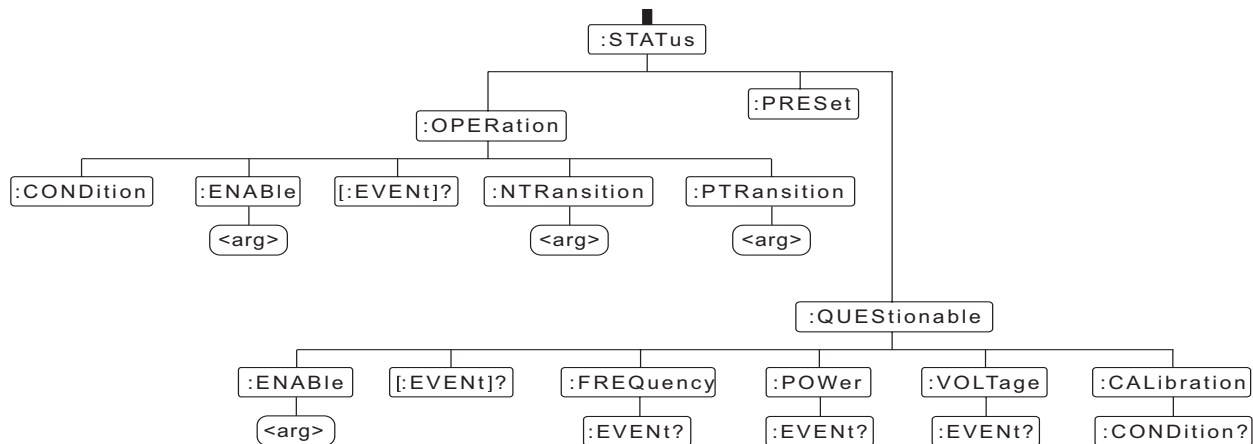 :STATus
:PRESet
:OPERation
:CONDition :ENABle [:EVENt]? :NTRansition :PTRansition
<arg> <arg> <arg>
:QUEStionable
:ENABle [:EVENt]? :FREQuency :POWer :VOLTage :CALibration
<arg> :EVENt? :EVENt? :EVENt? :CONDition?